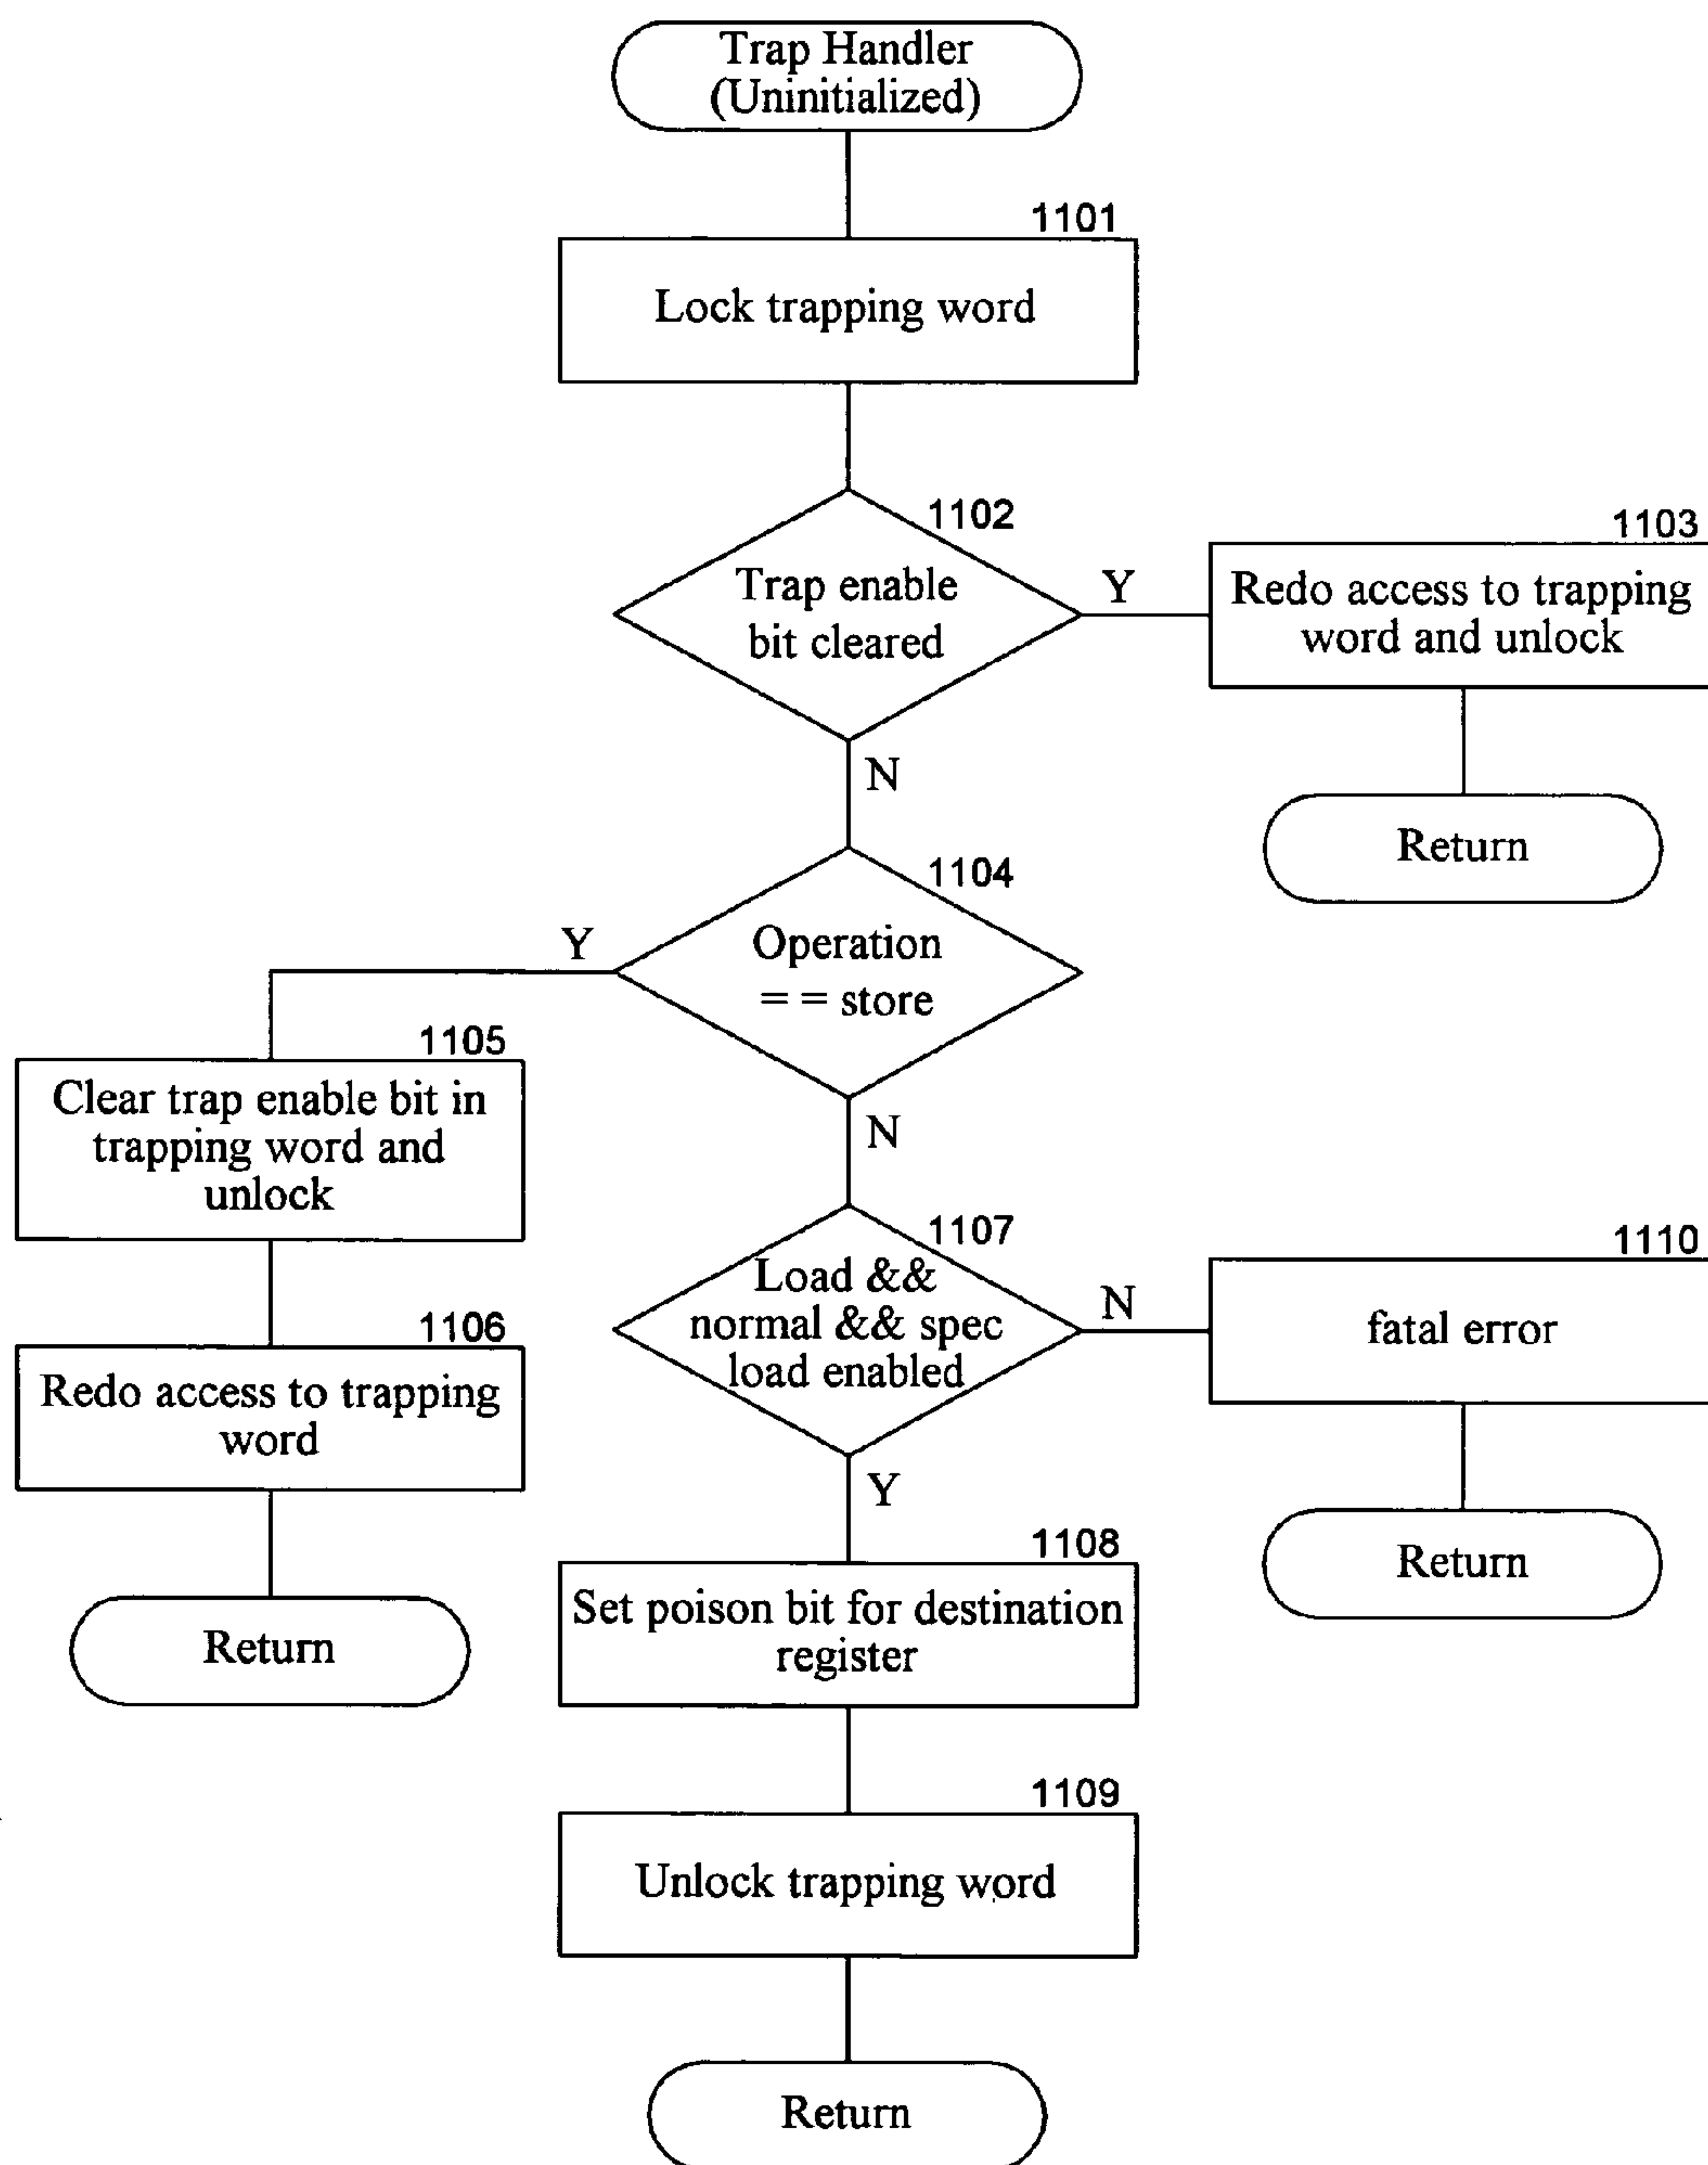 Trap Handler
(Uninitialized)
1101
Lock trapping word
1102
Trap enable
bit cleared
Y
1103
Redo access to trapping
word and unlock
N
Return
1104
Operation
= = store
Y
1105
Clear trap enable bit in
trapping word and
unlock
N
1106
Redo access to trapping
word
Return
1107
Load &&
normal && spec
load enabled
N
1110
fatal error
Return
Y
1108
Set poison bit for destination
register
1109
Unlock trapping word
Return